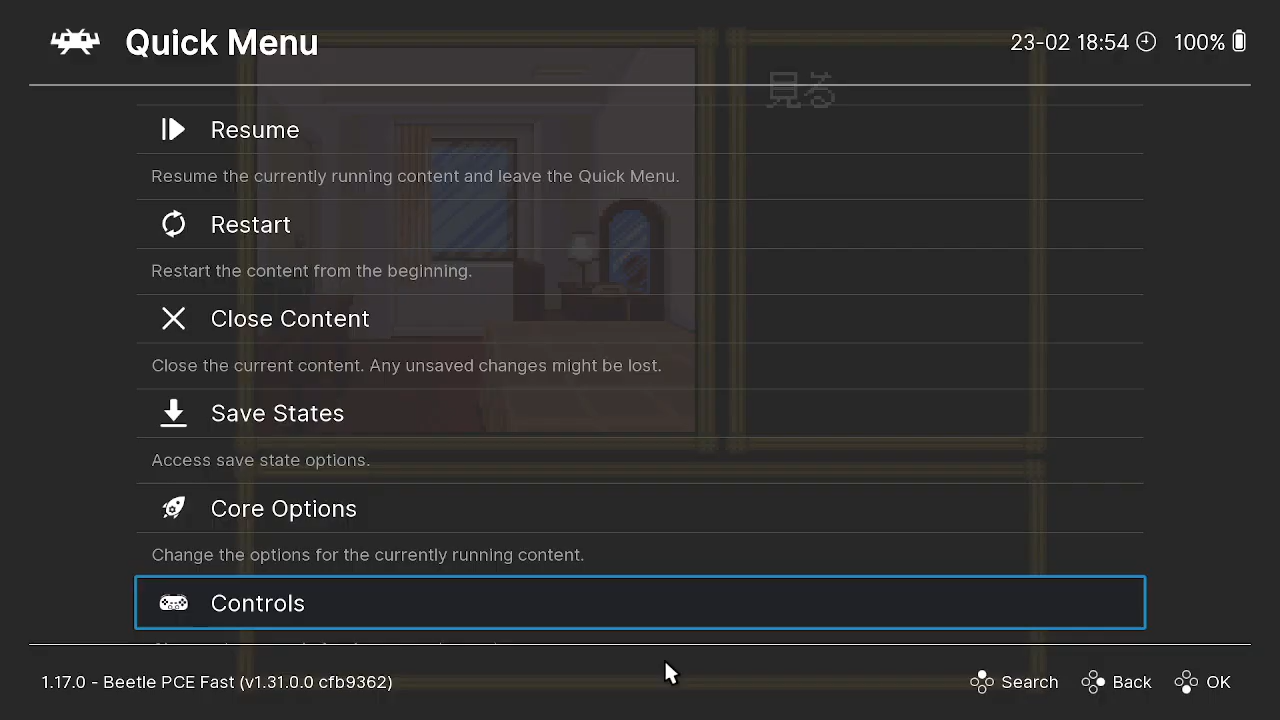 Quick Menu
23-02 18:54 100%
見る
Resume
Resume the currently running content and leave the Quick Menu.
Restart
Restart the content from the beginning.
Close Content
Close the current content. Any unsaved changes might be lost.
Save States
Access save state options.
Core Options
Change the options for the currently running content.
Controls
1.17.0 - Beetle PCE Fast (v1.31.0.0 cfb9362) Search Back OK